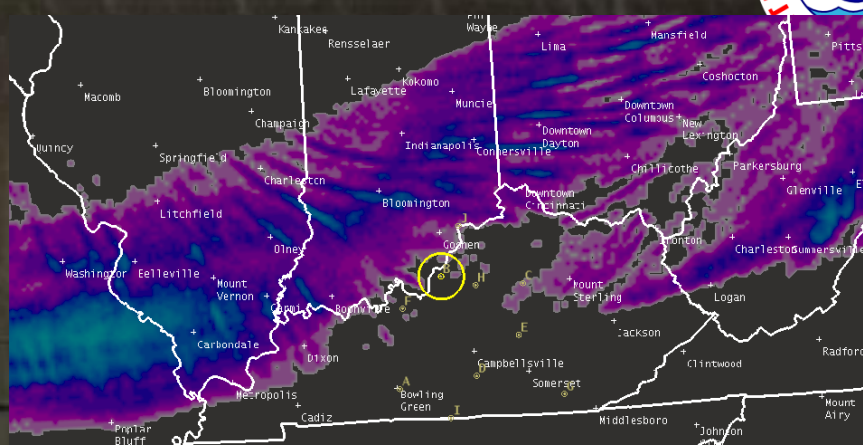 Ft
Wayne
Kankakee
Rensselaer
Lima
Mansfield
Pitts
Macomb
Bloomington
Lafayette
Kokomo
Muncie
Coshocton
Champaign
Downtown
Columbus
New
Lexington
Quincy
Springfield
Indianapolis
Connersville
Downtown
Dayton
Charleston
Chillicothe
Parkersburg
Glenville
Litchfield
Bloomington
Downtown
Cincinnati
J
Goshen
Olney
Ironton
Charleston
Summersville
Washington
Belleville
Mount
Vernon
B
H
C
Mount
Sterling
Logan
Carmi
Boonville
F
Carbondale
E
Jackson
Dixon
Campbellsville
Clintwood
Radford
D
Somerset
A
Bowling
Green
G
Metropolis
Cadiz
I
Middlesboro
Mount
Airy
Poplar
Bluff
Johnson